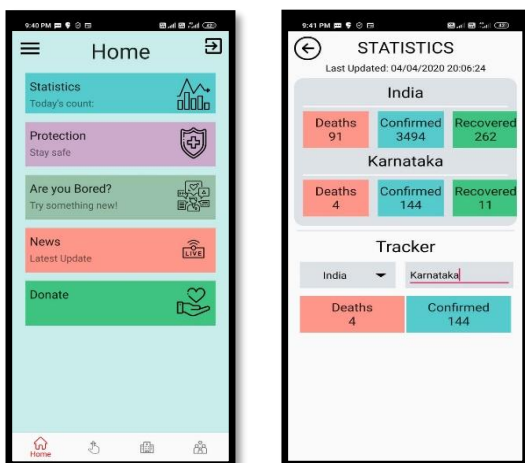 9:40 PM
Home
Statistics
Today's count:
Protection
Stay safe
Are you Bored?
Try something new!
News
Latest Update
LIVE
Donate
Home
9:41 PM
STATISTICS
Last Updated: 04/04/2020 20:06:24
India
Deaths Confirmed Recovered
91 3494 262
Karnataka
Deaths Confirmed Recovered
4 144 11
Tracker
India Karnataka
Deaths Confirmed
4 144